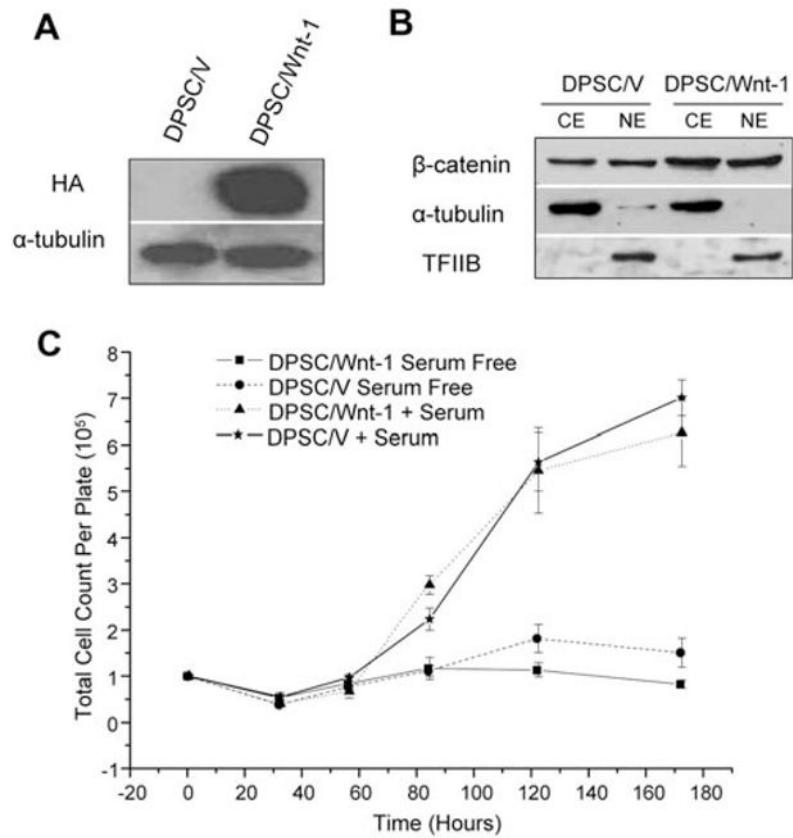 A
DPSC/V
DPSC/Wnt-1
HA
α-tubulin
B
DPSC/V DPSC/Wnt-1
CE NE CE NE
β-catenin
α-tubulin
TFIIB
C
DPSC/Wnt-1 Serum Free
DPSC/V Serum Free
DPSC/Wnt-1 + Serum
DPSC/V + Serum
Total Cell Count Per Plate (10⁵)
8
7
6
5
4
3
2
1
0
-1
-20 0 20 40 60 80 100 120 140 160 180
Time (Hours)